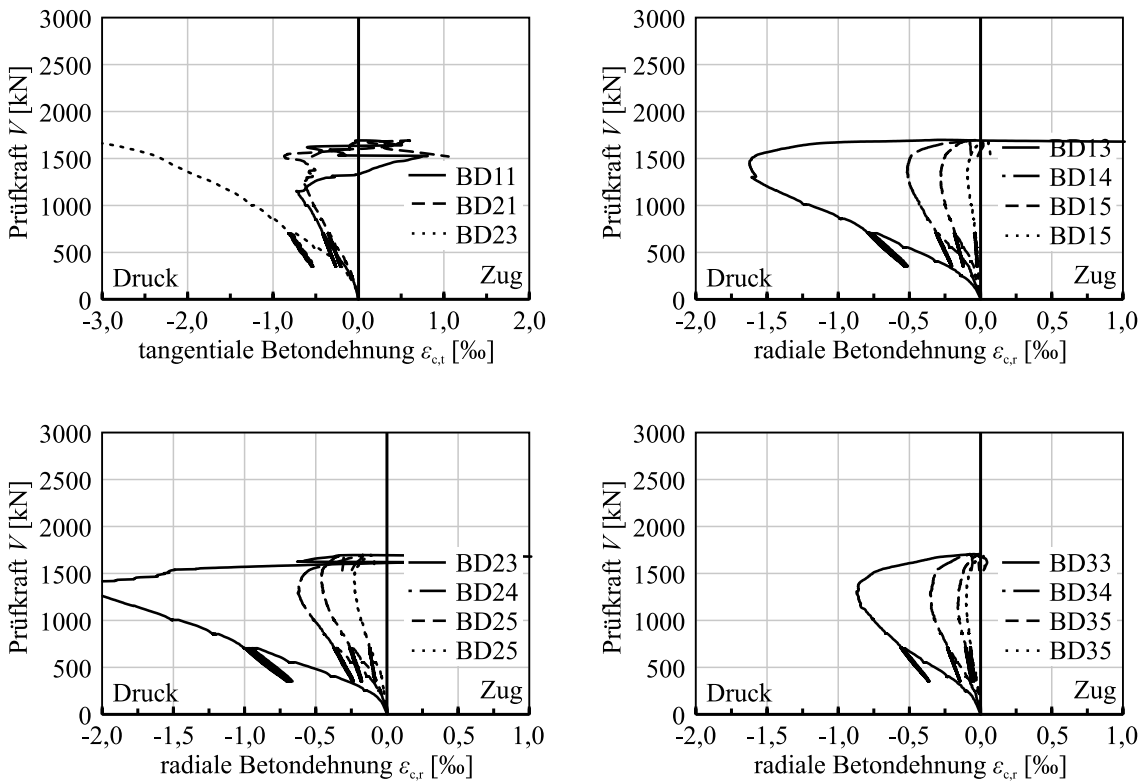 3000
2500
2000
1500
1000
500
0
Prüfkraft V [kN]
BD11
BD21
BD23
Druck
Zug
-3,0 -2,0 -1,0 0,0 1,0 2,0
tangentiale Betondehnung εc,t [‰]
3000
2500
2000
1500
1000
500
0
Prüfkraft V [kN]
BD13
BD14
BD15
BD15
Druck
Zug
-2,0 -1,5 -1,0 -0,5 0,0 0,5 1,0
radiale Betondehnung εc,r [‰]
3000
2500
2000
1500
1000
500
0
Prüfkraft V [kN]
BD23
BD24
BD25
BD25
Druck
Zug
-2,0 -1,5 -1,0 -0,5 0,0 0,5 1,0
radiale Betondehnung εc,r [‰]
3000
2500
2000
1500
1000
500
0
Prüfkraft V [kN]
BD33
BD34
BD35
BD35
Druck
Zug
-2,0 -1,5 -1,0 -0,5 0,0 0,5 1,0
radiale Betondehnung εc,r [‰]